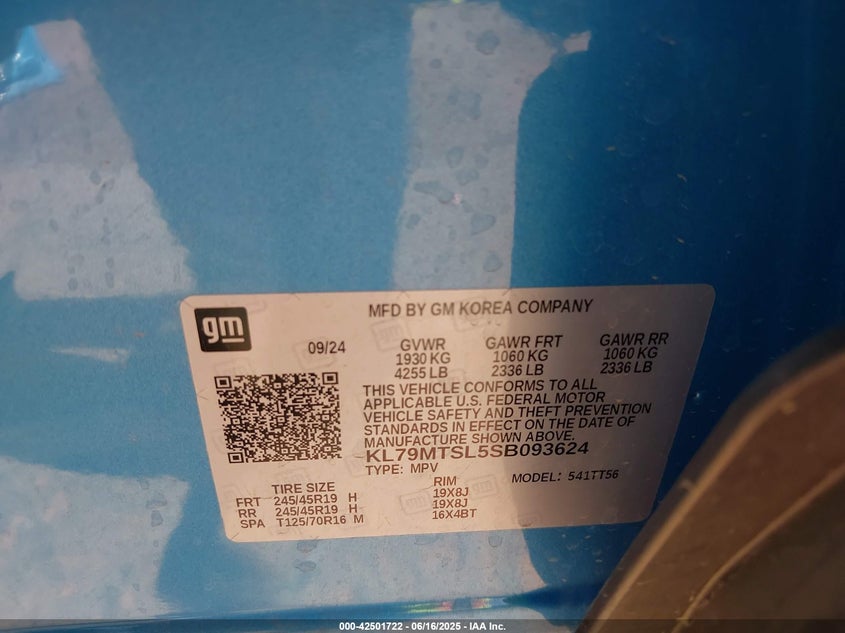 MFD BY GM KOREA COMPANY
gm
09/24
GVWR GAWR FRT GAWR RR
1930 KG 1060 KG 1060 KG
4255 LB 2336 LB 2336 LB
THIS VEHICLE CONFORMS TO ALL
APPLICABLE U.S. FEDERAL MOTOR
VEHICLE SAFETY AND THEFT PREVENTION
STANDARDS IN EFFECT ON THE DATE OF
MANUFACTURE SHOWN ABOVE.
KL79MTSL5SB093624
TYPE: MPV MODEL: 541TT56
TIRE SIZE RIM
FRT 245/45R19 H 19X8J
RR 245/45R19 H 19X8J
SPA T125/70R16 M 16X4BT
000-42501722 - 06/16/2025 - IAA Inc.